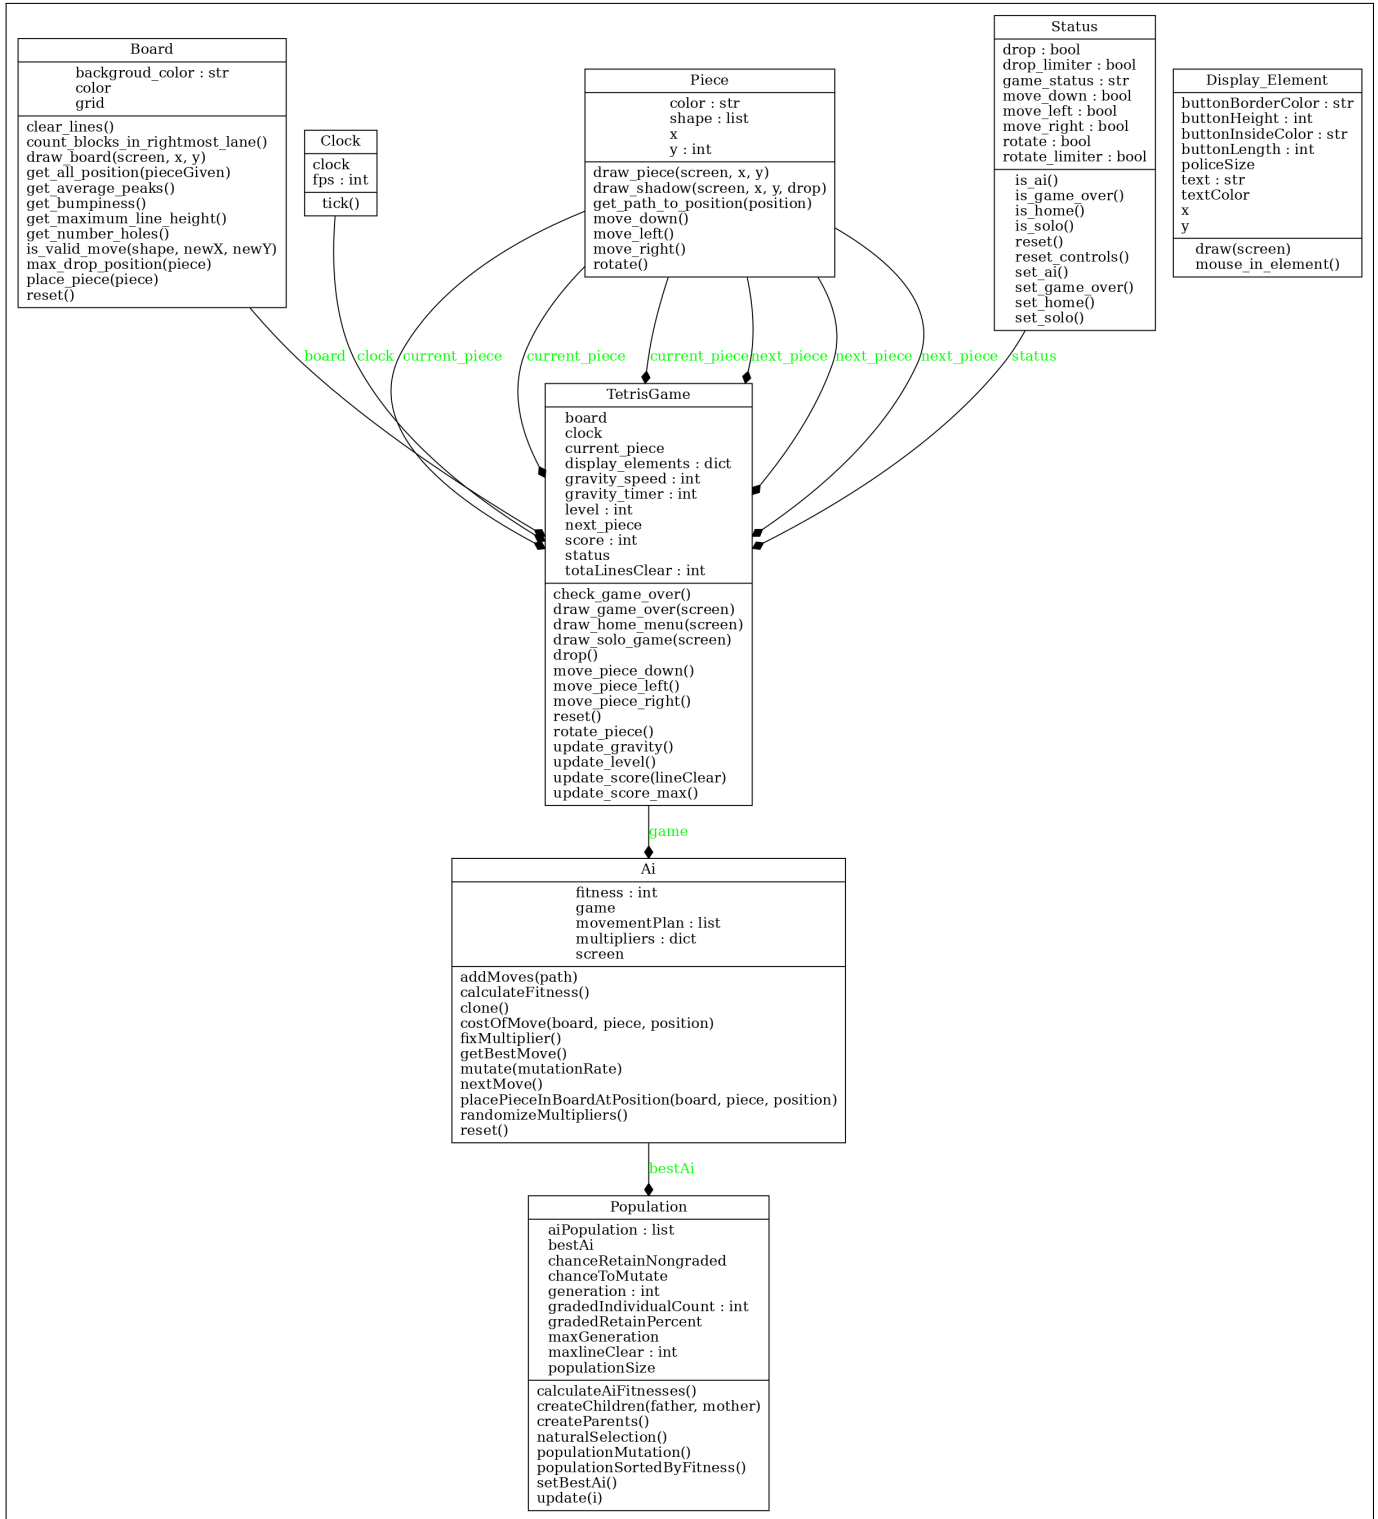 Board
backgroud_color : str
color
grid
clear_lines()
count_blocks_in_rightmost_lane()
draw_board(screen, x, y)
get_all_position(pieceGiven)
get_average_peaks()
get_bumpiness()
get_maximum_line_height()
get_number_holes()
is_valid_move(shape, newX, newY)
max_drop_position(piece)
place_piece(piece)
reset()
Clock
clock
fps : int
tick()
Piece
color : str
shape : list
x
y : int
draw_piece(screen, x, y)
draw_shadow(screen, x, y, drop)
get_path_to_position(position)
move_down()
move_left()
move_right()
rotate()
Status
drop : bool
drop_limiter : bool
game_status : str
move_down : bool
move_left : bool
move_right : bool
rotate : bool
rotate_limiter : bool
is_ai()
is_game_over()
is_home()
is_solo()
reset()
reset_controls()
set_ai()
set_game_over()
set_home()
set_solo()
Display_Element
buttonBorderColor : str
buttonHeight : int
buttonInsideColor : str
buttonLength : int
policeSize
text : str
textColor
x
y
draw(screen)
mouse_in_element()
board clock current_piece current_piece current_piece next_piece next_piece next_piece status
TetrisGame
board
clock
current_piece
display_elements : dict
gravity_speed : int
gravity_timer : int
level : int
next_piece
score : int
status
totaLinesClear : int
check_game_over()
draw_game_over(screen)
draw_home_menu(screen)
draw_solo_game(screen)
drop()
move_piece_down()
move_piece_left()
move_piece_right()
reset()
rotate_piece()
update_gravity()
update_level()
update_score(lineClear)
update_score_max()
game
Ai
fitness : int
game
movementPlan : list
multipliers : dict
screen
addMoves(path)
calculateFitness()
clone()
costOfMove(board, piece, position)
fixMultiplier()
getBestMove()
mutate(mutationRate)
nextMove()
placePieceInBoardAtPosition(board, piece, position)
randomizeMultipliers()
reset()
bestAi
Population
aiPopulation : list
bestAi
chanceRetainNongraded
chanceToMutate
generation : int
gradedIndividualCount : int
gradedRetainPercent
maxGeneration
maxlineClear : int
populationSize
calculateAiFitnesses()
createChildren(father, mother)
createParents()
naturalSelection()
populationMutation()
populationSortedByFitness()
setBestAi()
update(i)